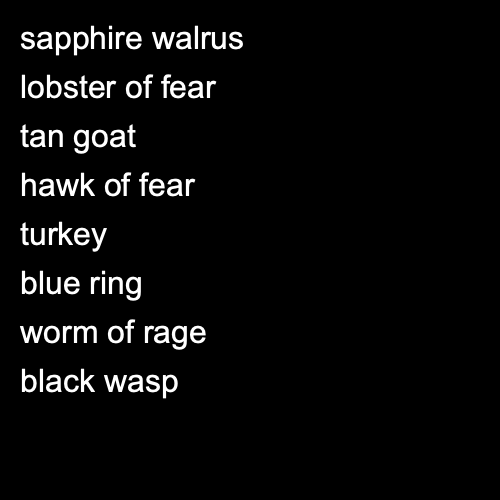 sapphire walrus
lobster of fear
tan goat
hawk of fear
turkey
blue ring
worm of rage
black wasp